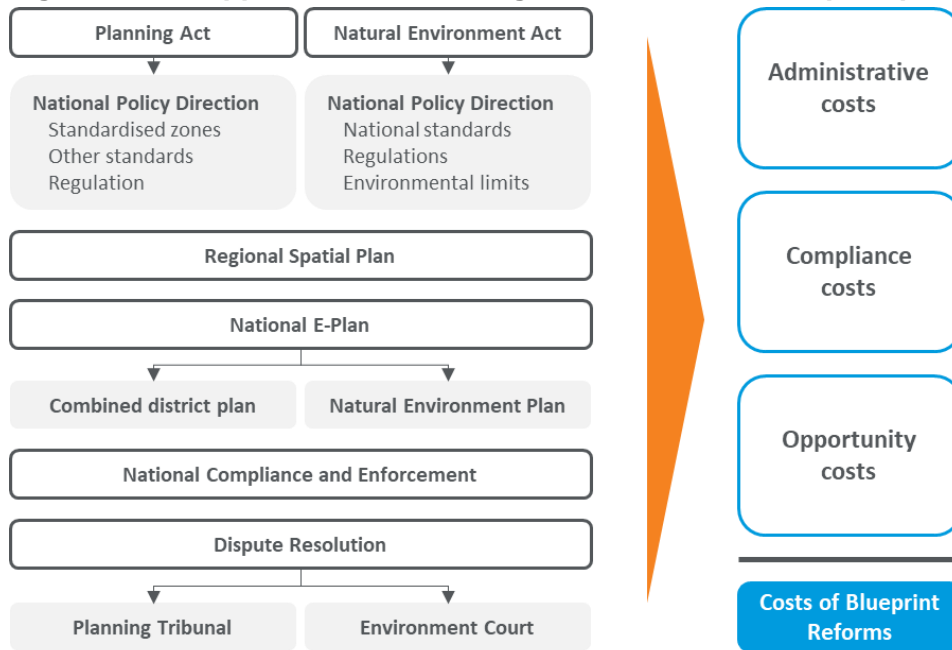 Planning Act
Natural Environment Act
National Policy Direction
Standardised zones
Other standards
Regulation
National Policy Direction
National standards
Regulations
Environmental limits
Regional Spatial Plan
National E-Plan
Combined district plan
Natural Environment Plan
National Compliance and Enforcement
Dispute Resolution
Planning Tribunal
Environment Court
Administrative
costs
Compliance
costs
Opportunity
costs
Costs of Blueprint
Reforms